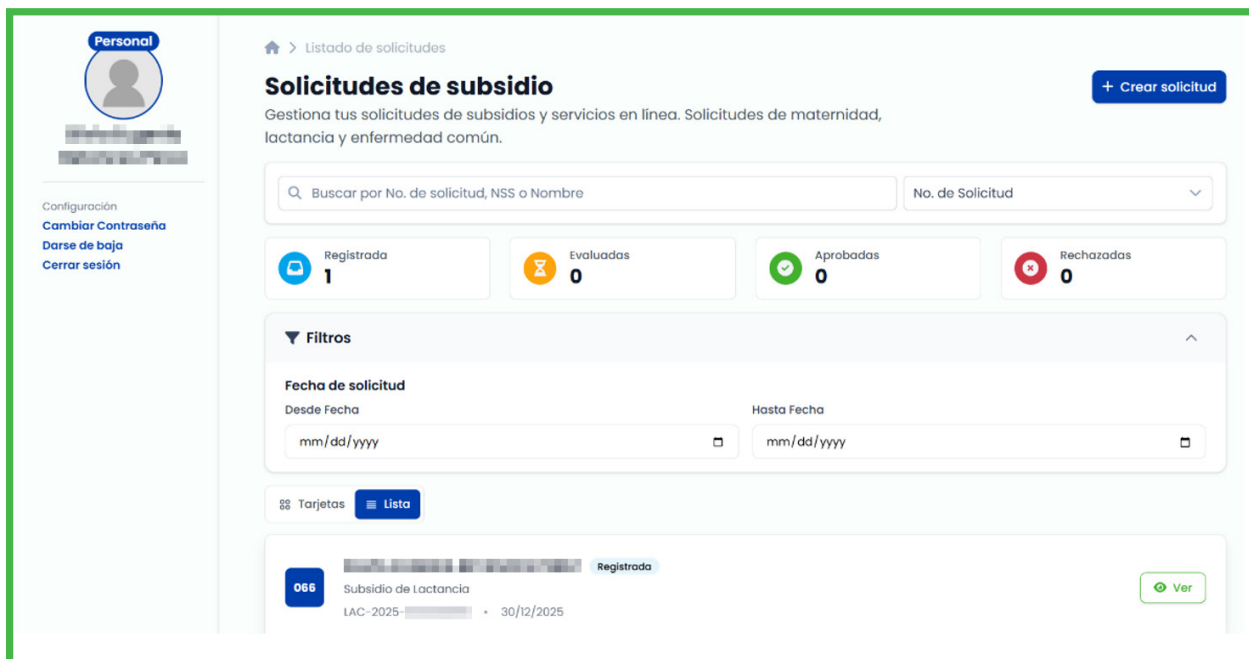 Personal
Configuración
Cambiar Contraseña
Darse de baja
Cerrar sesión
Listado de solicitudes
Solicitudes de subsidio
+ Crear solicitud
Gestiona tus solicitudes de subsidios y servicios en línea. Solicitudes de maternidad,
lactancia y enfermedad común.
Buscar por No. de solicitud, NSS o Nombre
No. de Solicitud
Registrada
1
Evaluadas
0
Aprobadas
0
Rechazadas
0
Filtros
Fecha de solicitud
Desde Fecha
Hasta Fecha
mm/dd/yyyy
mm/dd/yyyy
Tarjetas
Lista
066
Registrada
Subsidio de Lactancia
LAC-2025-
• 30/12/2025
Ver